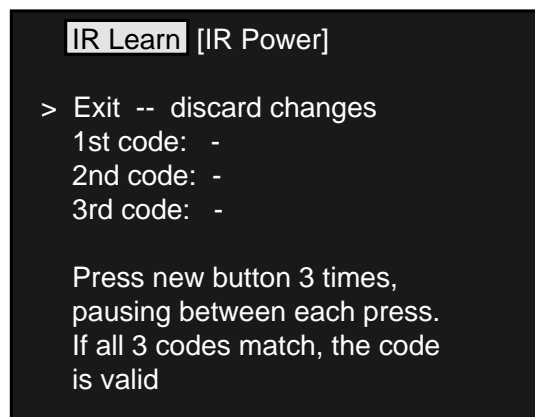 IR Learn [IR Power]
> Exit -- discard changes
1st code: -
2nd code: -
3rd code: -
Press new button 3 times,
pausing between each press.
If all 3 codes match, the code
is valid